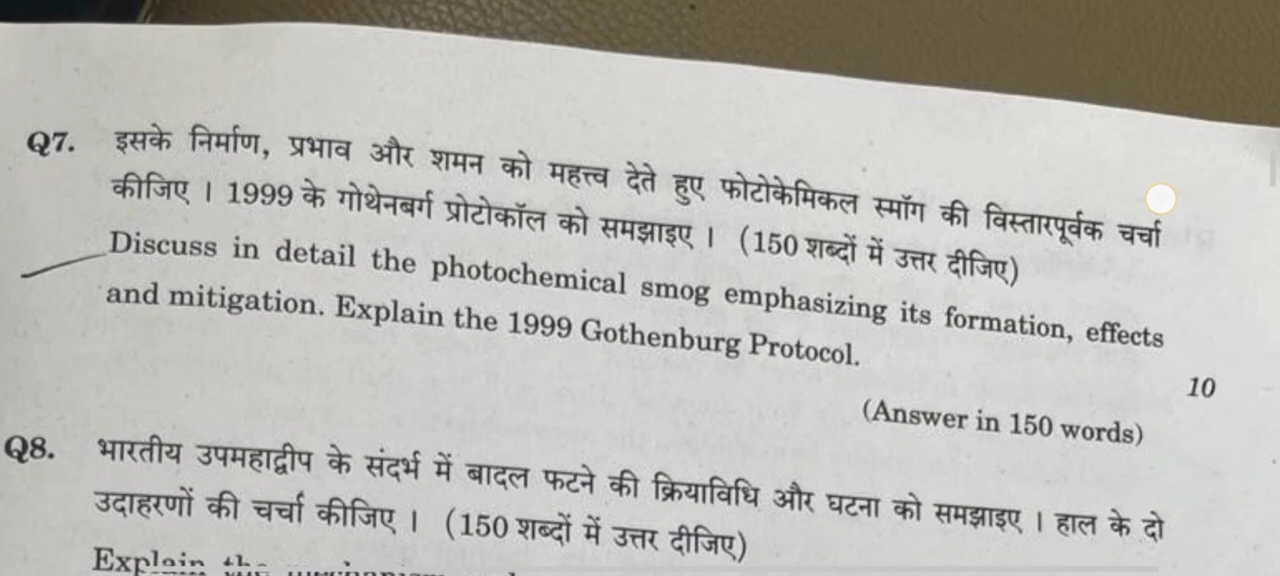 Q7. इसके निर्माण, प्रभाव और शमन को महत्त्व देते हुए फोटोकेमिकल स्मॉग की विस्तारपूर्वक चर्चा
कीजिए । 1999 के गोथेनबर्ग प्रोटोकॉल को समझाइए । (150 शब्दों में उत्तर दीजिए)
Discuss in detail the photochemical smog emphasizing its formation, effects
and mitigation. Explain the 1999 Gothenburg Protocol.
10
(Answer in 150 words)
Q8. भारतीय उपमहाद्वीप के संदर्भ में बादल फटने की क्रियाविधि और घटना को समझाइए । हाल के दो
उदाहरणों की चर्चा कीजिए । (150 शब्दों में उत्तर दीजिए)
Explain the